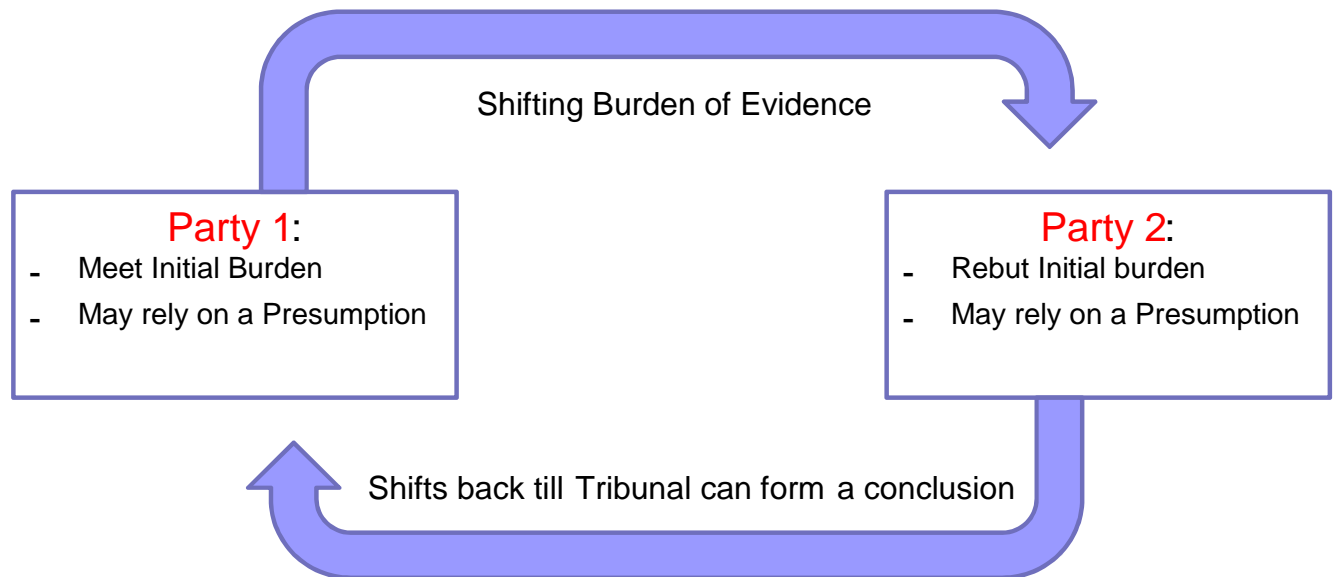 Shifting Burden of Evidence
Party 1:
- Meet Initial Burden
- May rely on a Presumption
Party 2:
- Rebut Initial burden
- May rely on a Presumption
Shifts back till Tribunal can form a conclusion